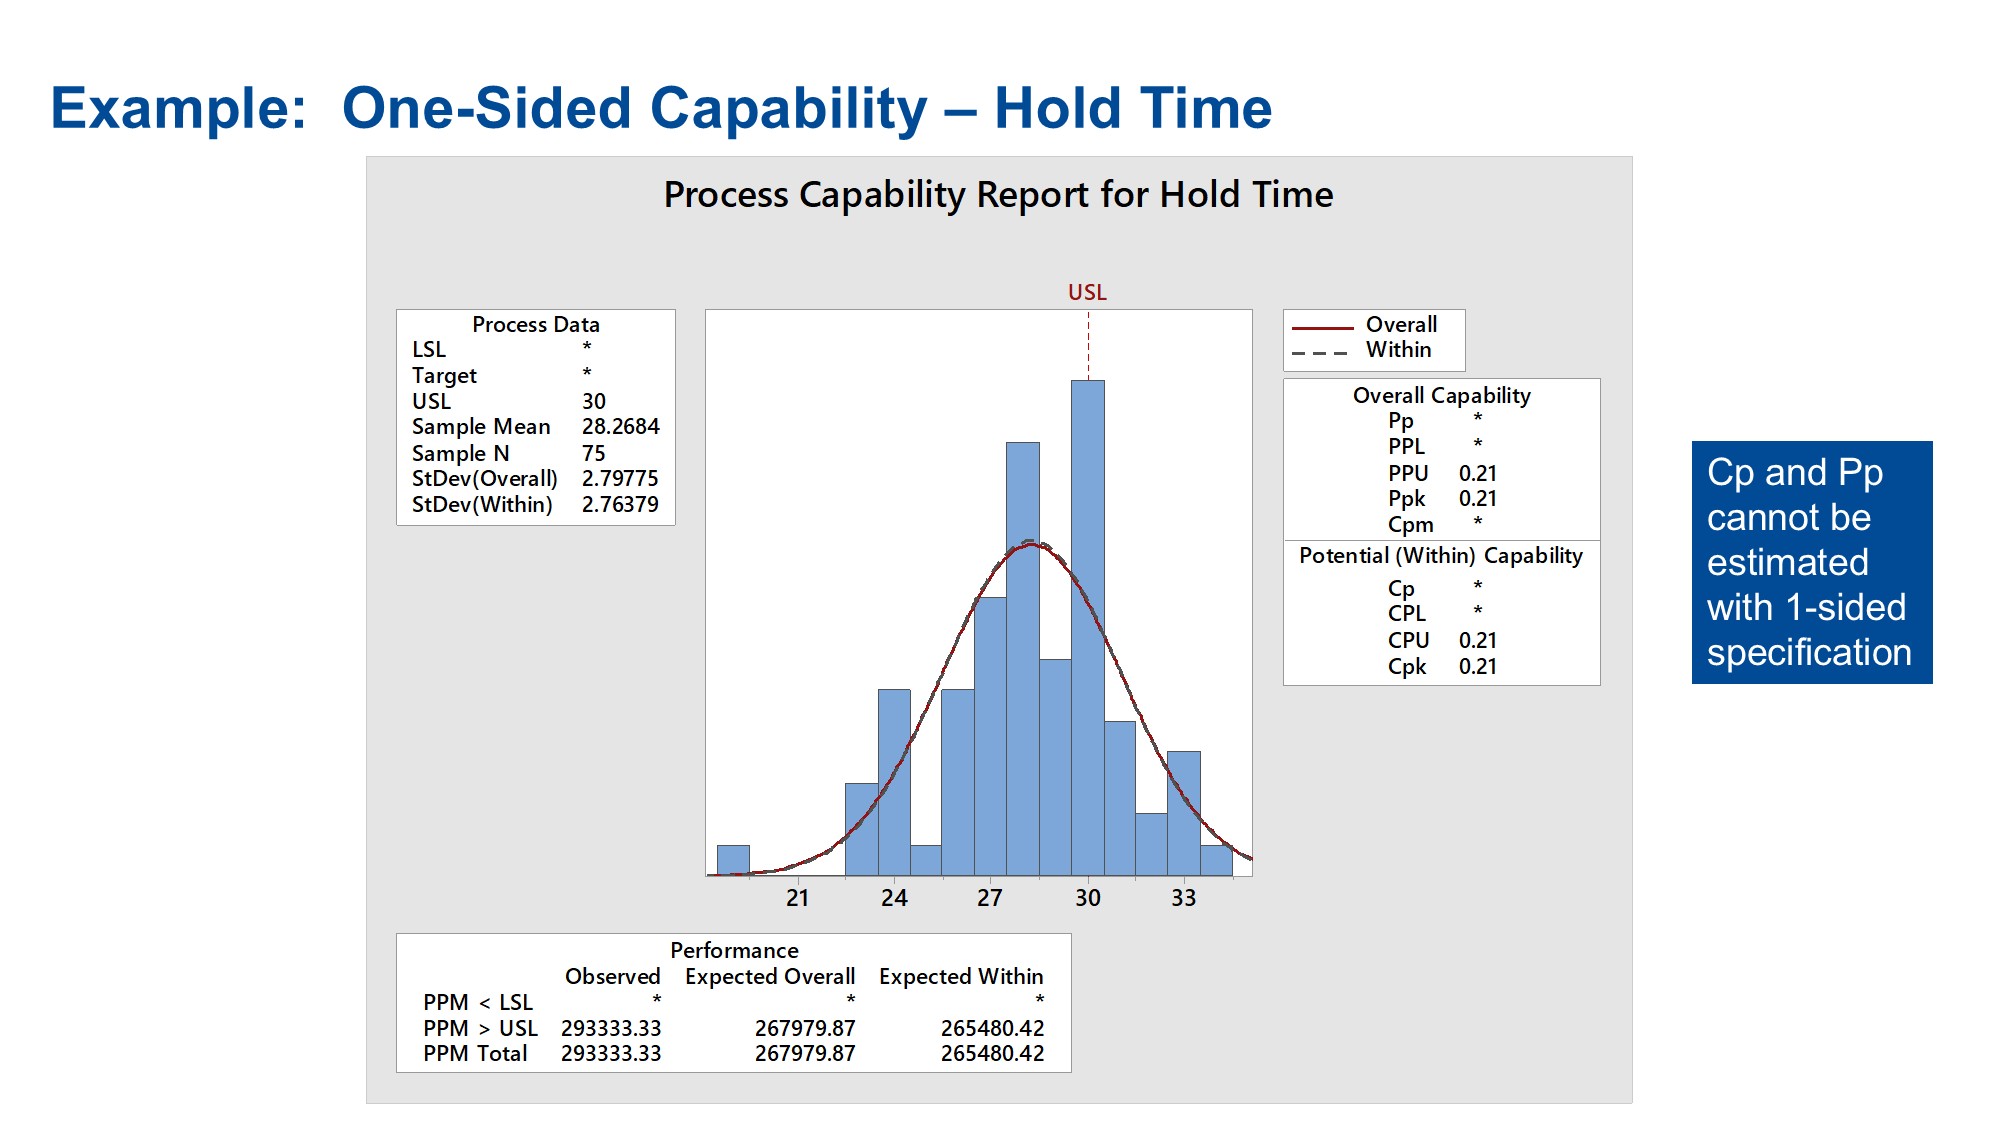 Example:  One-Sided Capability – Hold Time
Process Capability Report for Hold Time
USL
Process Data
LSL *
Target *
USL 30
Sample Mean 28.2684
Sample N 75
StDev(Overall) 2.79775
StDev(Within) 2.76379
Overall
Within
Overall Capability
Pp *
PPL *
PPU 0.21
Ppk 0.21
Cpm *
Potential (Within) Capability
Cp *
CPL *
CPU 0.21
Cpk 0.21
Cp and Pp
cannot be
estimated
with 1-sided
specification
21 24 27 30 33
Performance
Observed Expected Overall Expected Within
PPM < LSL * * *
PPM > USL 293333.33 267979.87 265480.42
PPM Total 293333.33 267979.87 265480.42